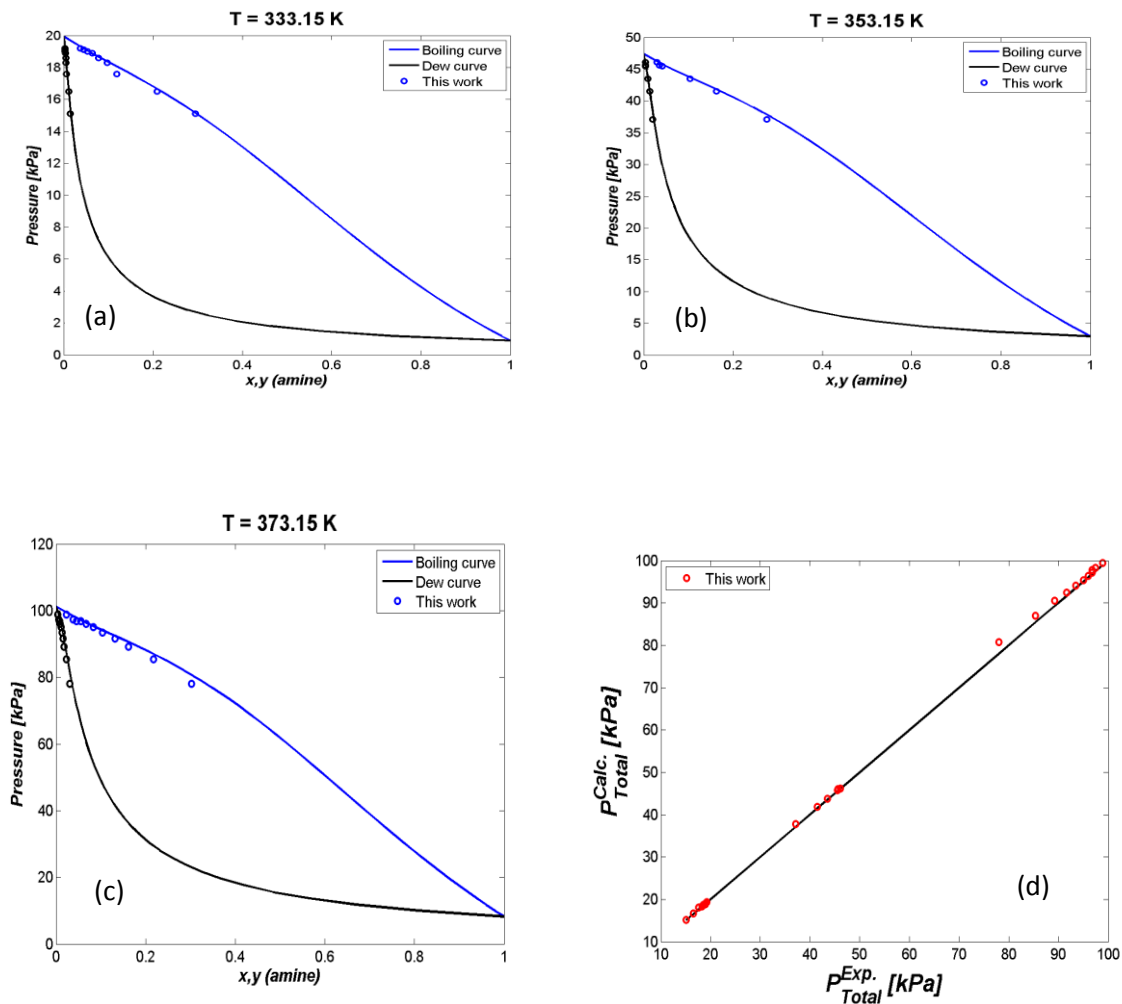 T = 333.15 K
20
18
16
14
12
10
8
6
4
2
0
Pressure [kPa]
Boiling curve
Dew curve
This work
(a)
0 0.2 0.4 0.6 0.8 1
x,y (amine)
T = 353.15 K
50
45
40
35
30
25
20
15
10
5
0
Pressure [kPa]
Boiling curve
Dew curve
This work
(b)
0 0.2 0.4 0.6 0.8 1
x,y (amine)
T = 373.15 K
120
100
80
60
40
20
0
Pressure [kPa]
Boiling curve
Dew curve
This work
(c)
0 0.2 0.4 0.6 0.8 1
x,y (amine)
100
90
80
70
60
50
40
30
20
10
P Calc. Total [kPa]
This work
(d)
10 20 30 40 50 60 70 80 90 100
P Exp. Total [kPa]